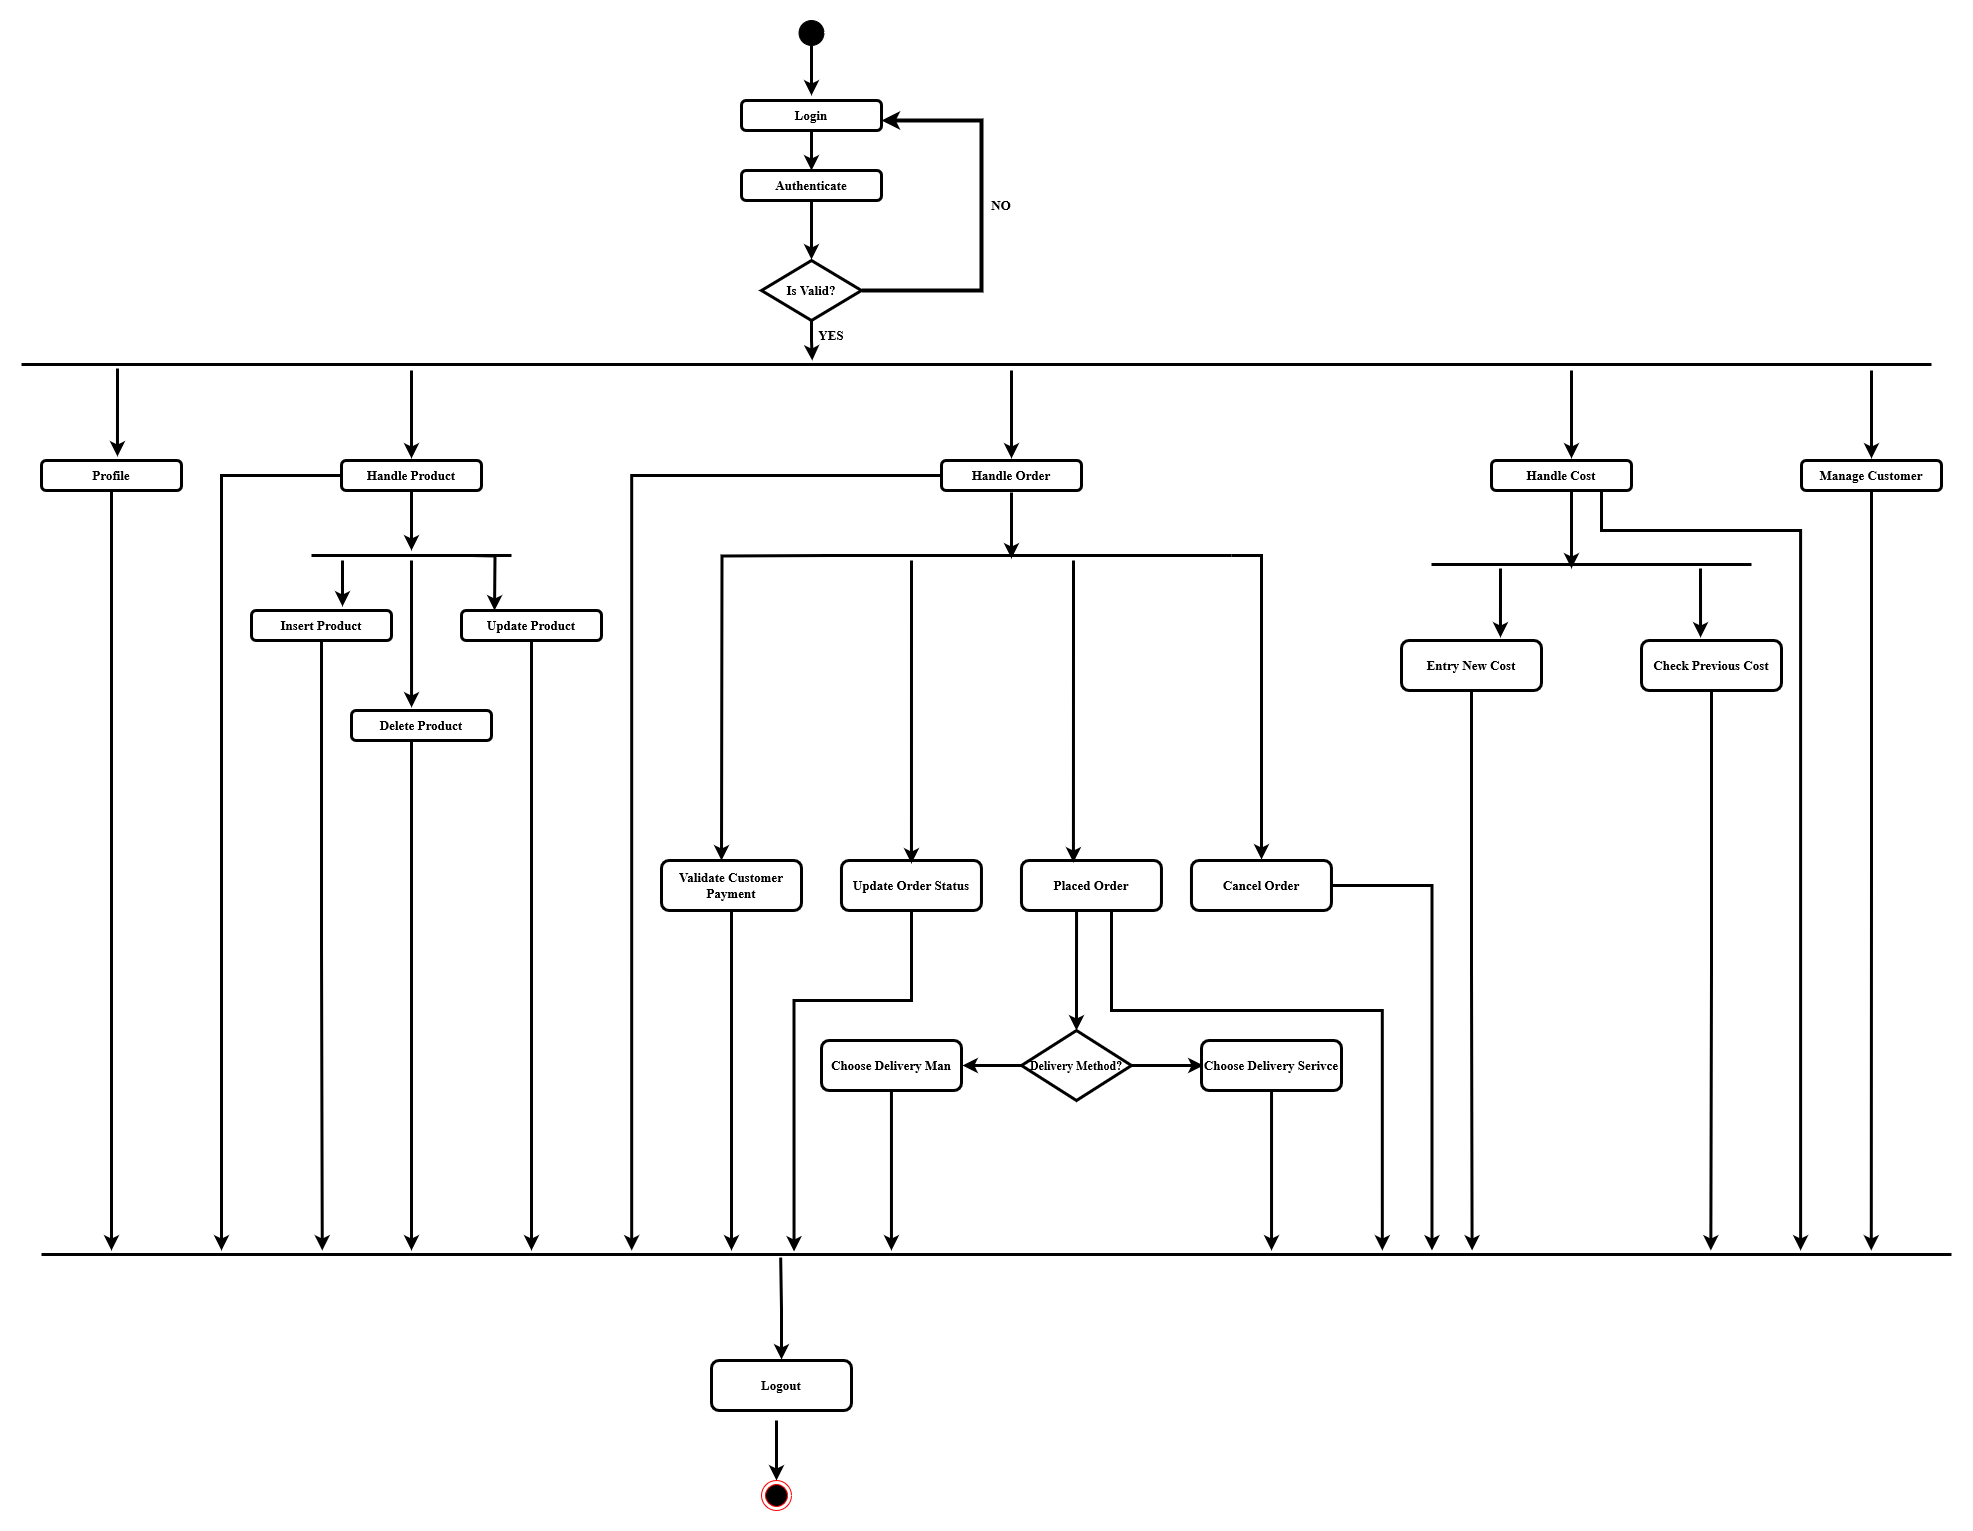 Login
Authenticate
NO
Is Valid?
YES
Profile
Handle Product
Handle Order
Handle Cost
Manage Customer
Insert Product
Update Product
Entry New Cost
Check Previous Cost
Delete Product
Validate Customer
Payment
Update Order Status
Placed Order
Cancel Order
Choose Delivery Man
Delivery Method?
Choose Delivery Serivce
Logout